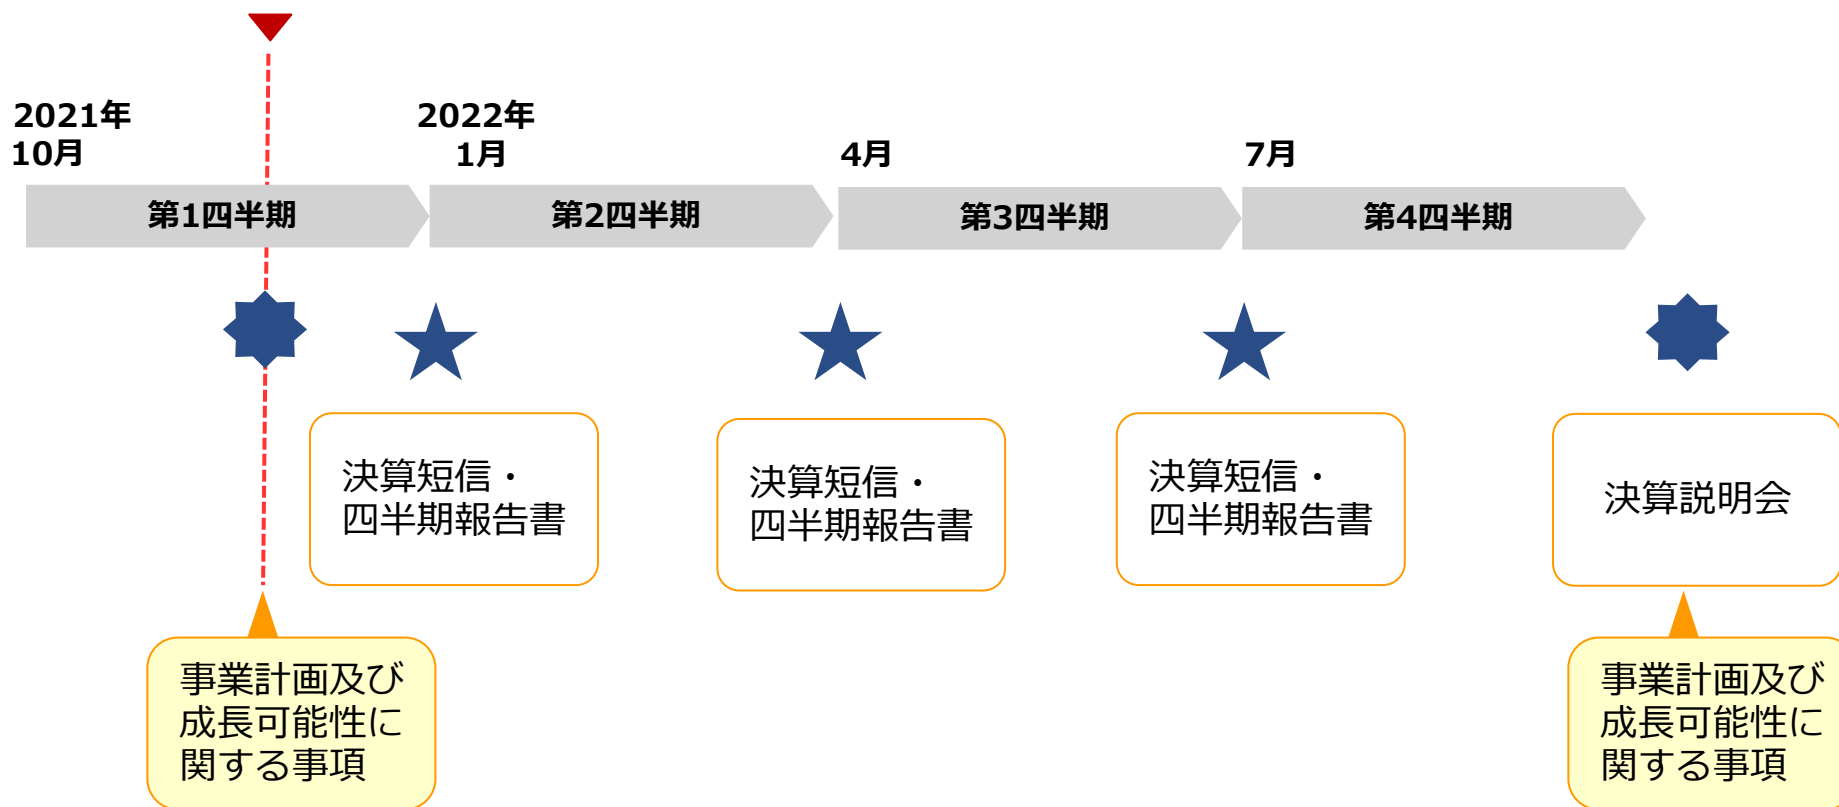 2021年
10月
2022年
1月
4月
7月
第1四半期
第2四半期
第3四半期
第4四半期
決算短信・
四半期報告書
決算短信・
四半期報告書
決算短信・
四半期報告書
決算説明会
事業計画及び
成長可能性に
関する事項
事業計画及び
成長可能性に
関する事項